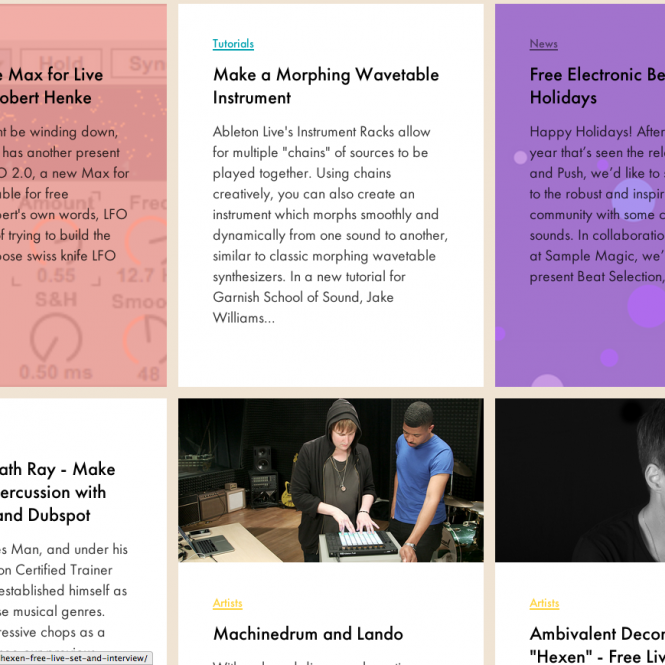 Hold
Syn
e Max for Live
obert Henke
nt be winding down,
has another present
O 2.0, a new Max for
able for free
bert's own words, LFO
of trying to build the
pose swiss knife LFO
Amount
Freq
0.55
12.7
S&H
Smoo
0.50 ms
48
Tutorials
Make a Morphing Wavetable
Instrument
Ableton Live's Instrument Racks allow
for multiple "chains" of sources to be
played together. Using chains
creatively, you can also create an
instrument which morphs smoothly and
dynamically from one sound to another,
similar to classic morphing wavetable
synthesizers. In a new tutorial for
Garnish School of Sound, Jake
Williams...
News
Free Electronic Be
Holidays
Happy Holidays! After
year that's seen the rele
and Push, we'd like to s
to the robust and inspir
community with some o
sounds. In collaboratio
at Sample Magic, we'
present Beat Selection,
ath Ray - Make
ercussion with
and Dubspot
es Man, and under his
on Certified Trainer
established himself as
se musical genres.
ressive chops as a
hexen-free-live-set-and-interview/
Artists
Machinedrum and Lando
Artists
Ambivalent Decor
"Hexen" - Free Liv